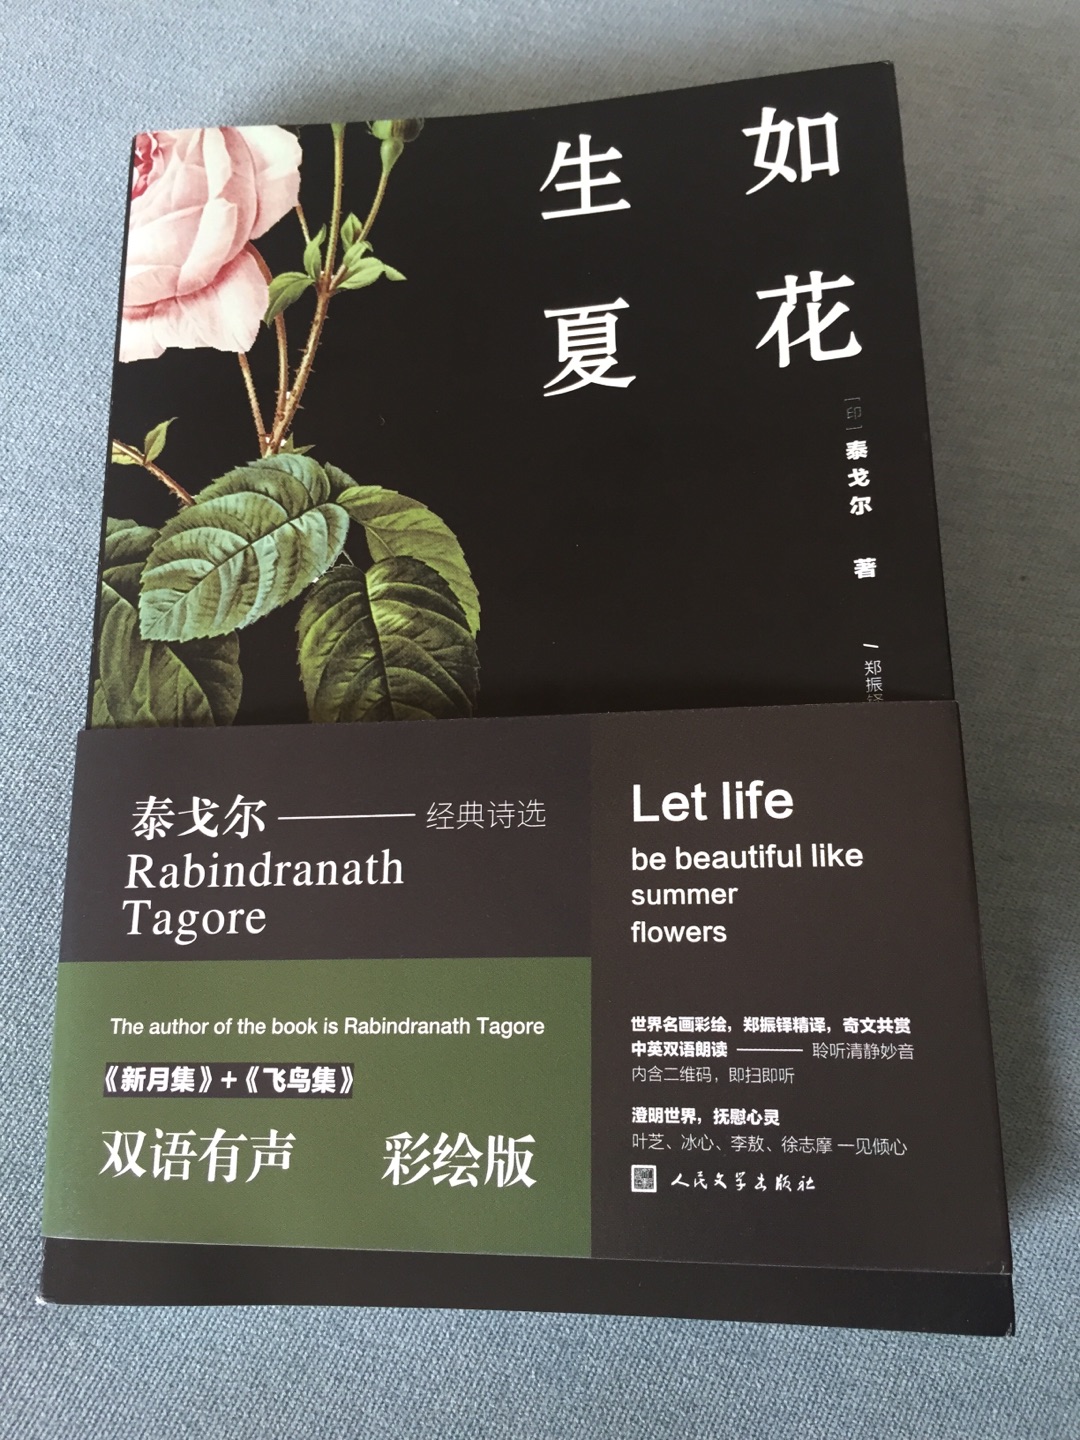 生夏
如花
[印]泰戈尔 著
/ 郑振铎
泰戈尔——经典诗选
Rabindranath
Tagore
The author of the book is Rabindranath Tagore
《新月集》+《飞鸟集》
双语有声 彩绘版
Let life
be beautiful like
summer
flowers
世界名画彩绘，郑振铎精译，奇文共赏
中英双语朗读——聆听清静妙音
内含二维码，即扫即听
澄明世界，抚慰心灵
叶芝、冰心、李敖、徐志摩一见倾心
人民文学出版社